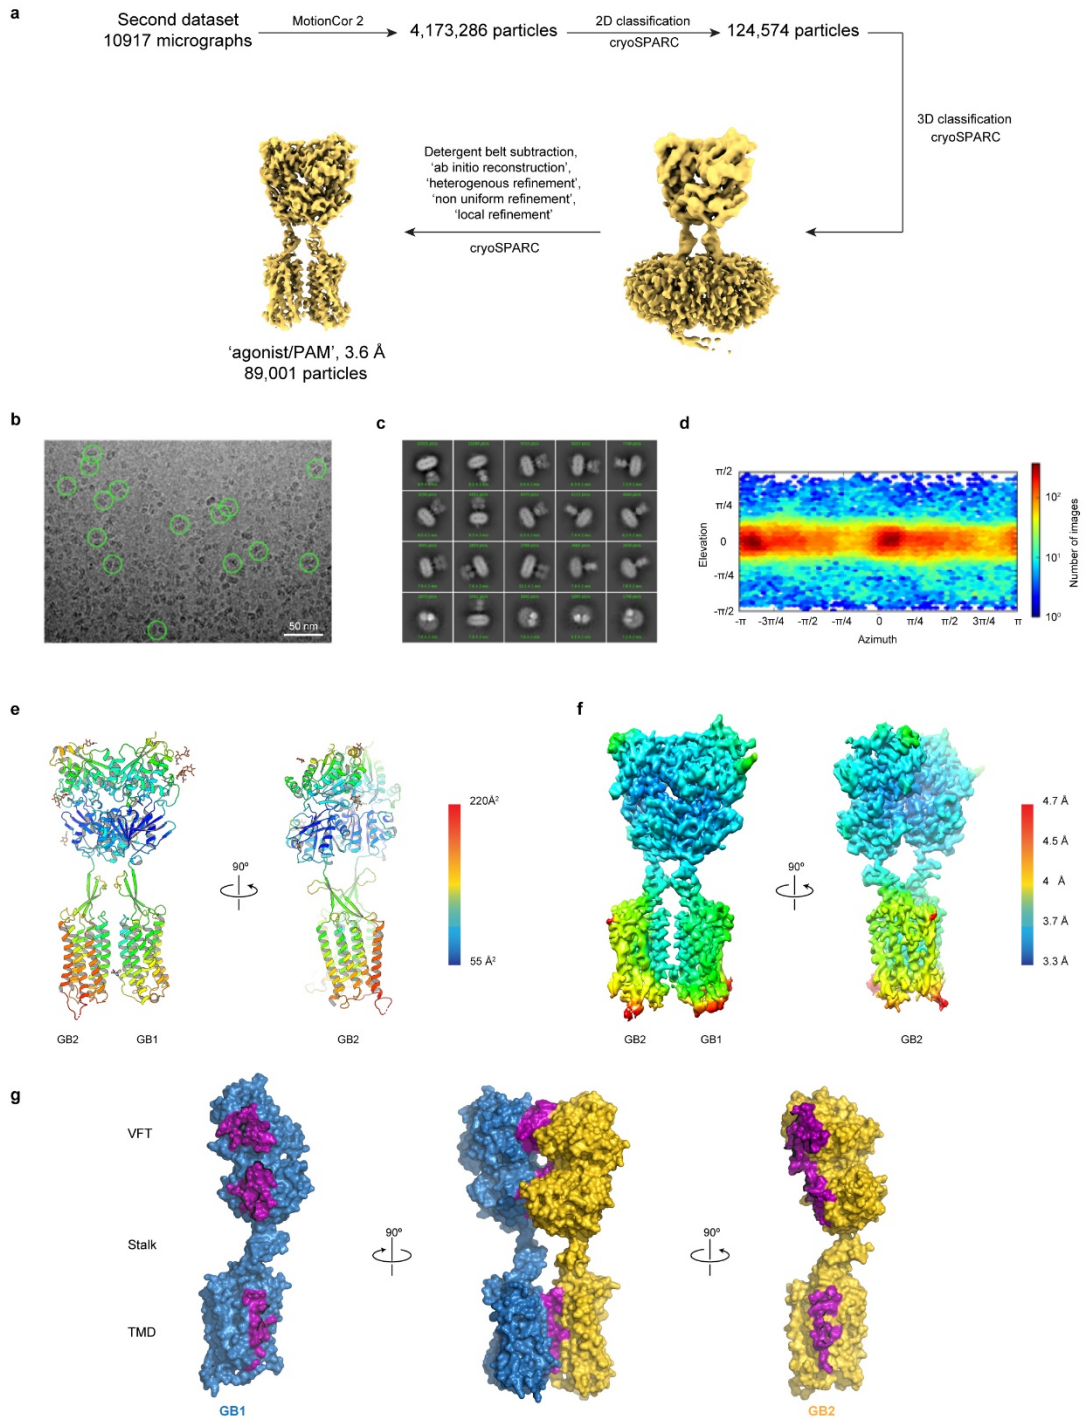 a
Second dataset
10917 micrographs
MotionCor 2
4,173,286 particles
2D classification
cryoSPARC
124,574 particles
3D classification
cryoSPARC
Detergent belt subtraction,
‘ab initio reconstruction’,
‘heterogenous refinement’,
‘non uniform refinement’,
‘local refinement’
cryoSPARC
‘agonist/PAM’, 3.6 Å
89,001 particles
b
50 nm
c
d
π/2
π/4
0
-π/4
-π/2
Elevation
-π
-3π/4
-π/2
-π/4
0
π/4
π/2
3π/4
π
Azimuth
10²
10¹
10⁰
Number of images
e
90º
220Å²
55 Å²
GB2
GB1
GB2
f
90º
4.7 Å
4.5 Å
4 Å
3.7 Å
3.3 Å
GB2
GB1
GB2
g
VFT
Stalk
TMD
90º
90º
GB1
GB2